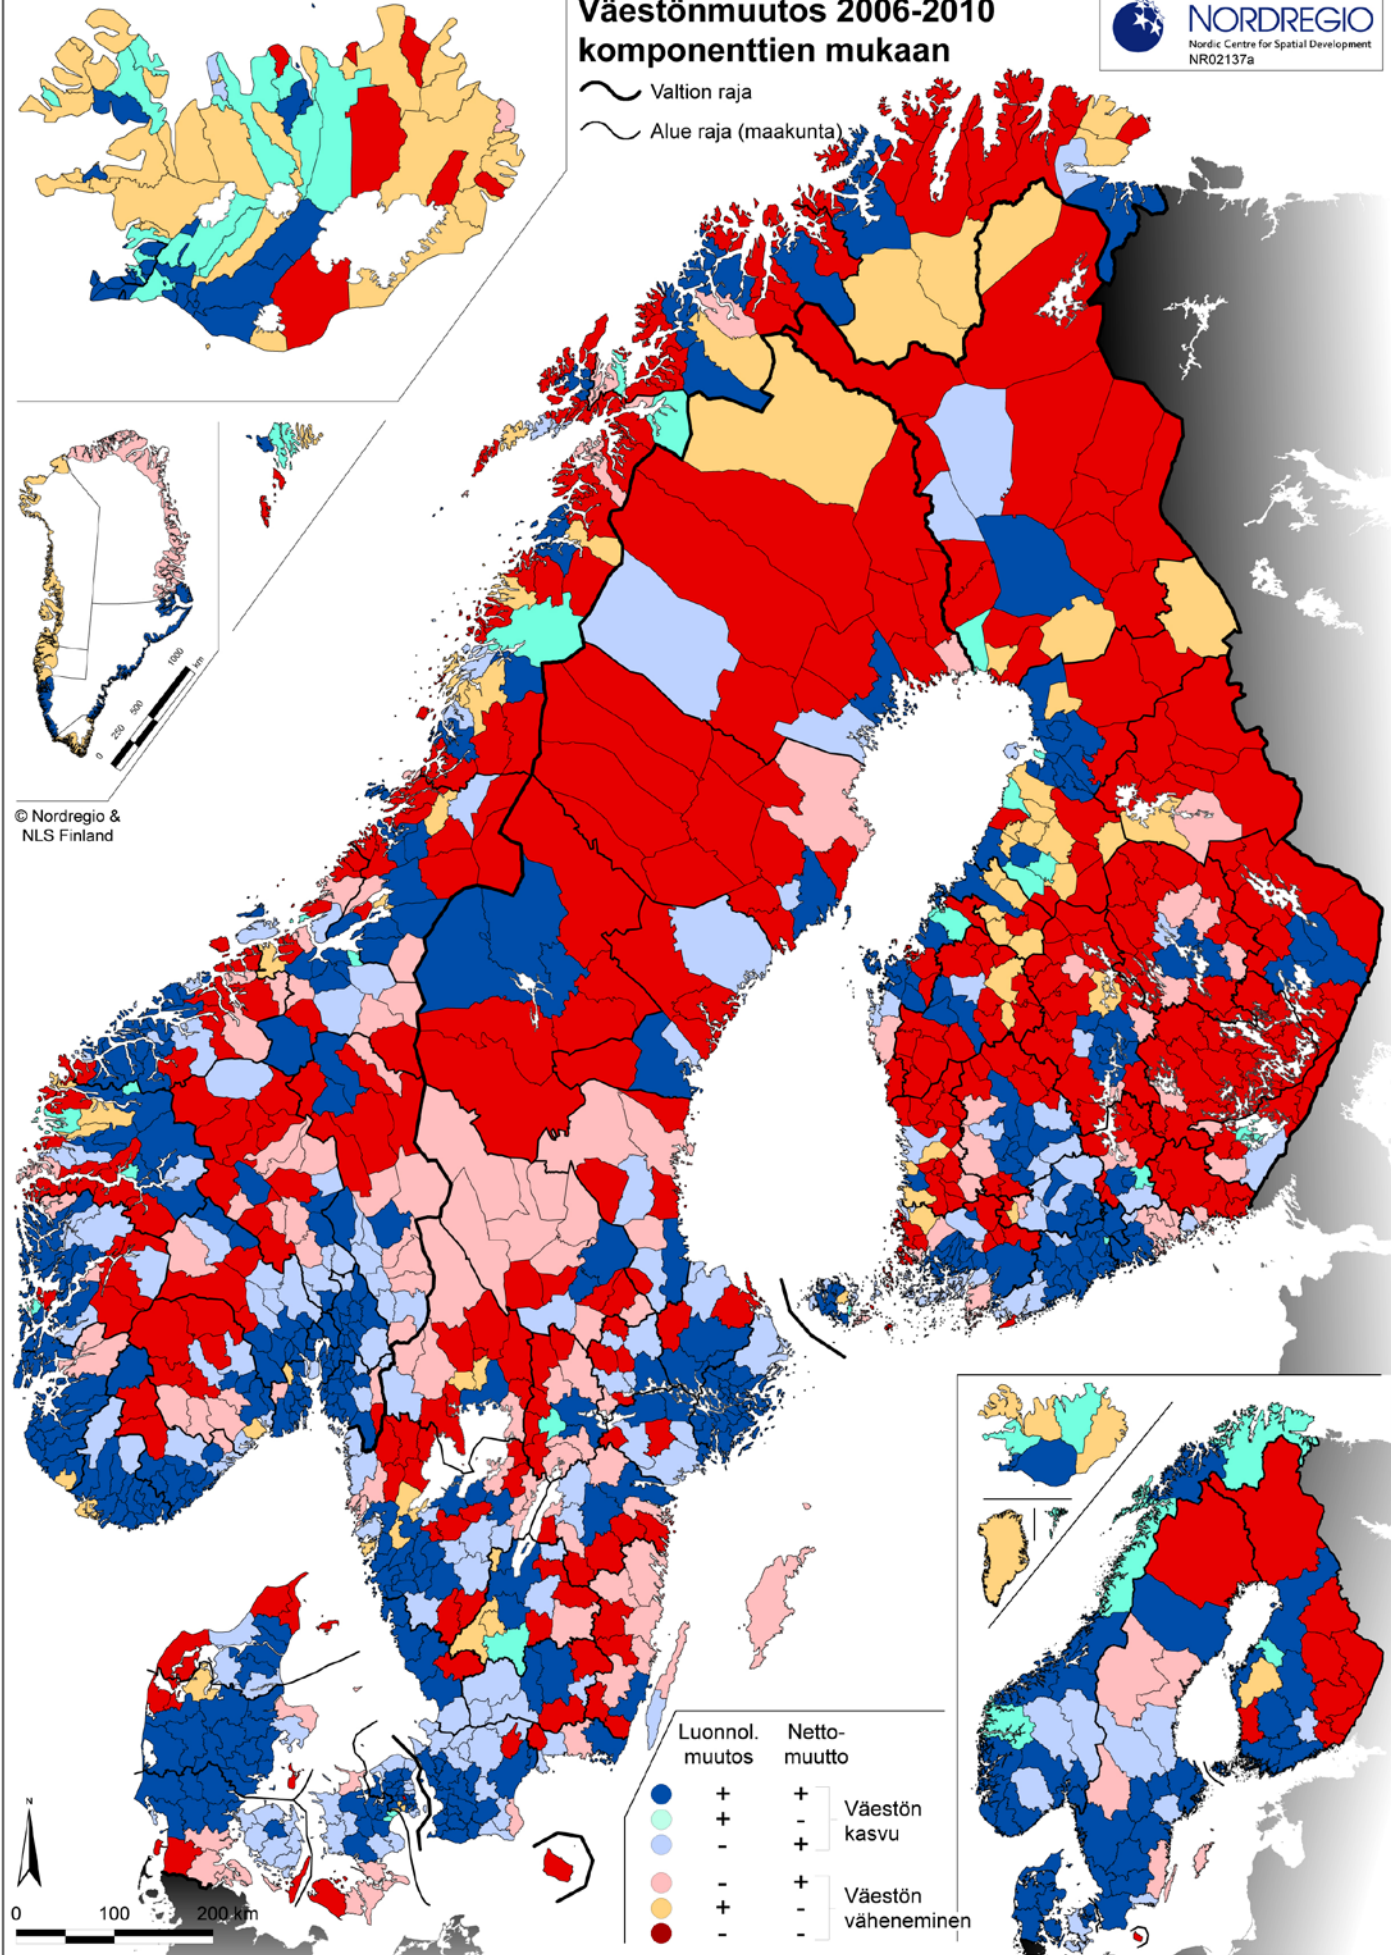 Väestönmuutos 2006-2010
komponenttien mukaan
Valtion raja
Alue raja (maakunta)
NORDREGIO
Nordic Centre for Spatial Development
NR02137a
0 250 500 1000 km
© Nordregio &
NLS Finland
Luonnol. muutos
Netto-muutto
+ +
+ -
- +
Väestön
kasvu
- +
+ -
- -
Väestön
väheneminen
N
0 100 200 km